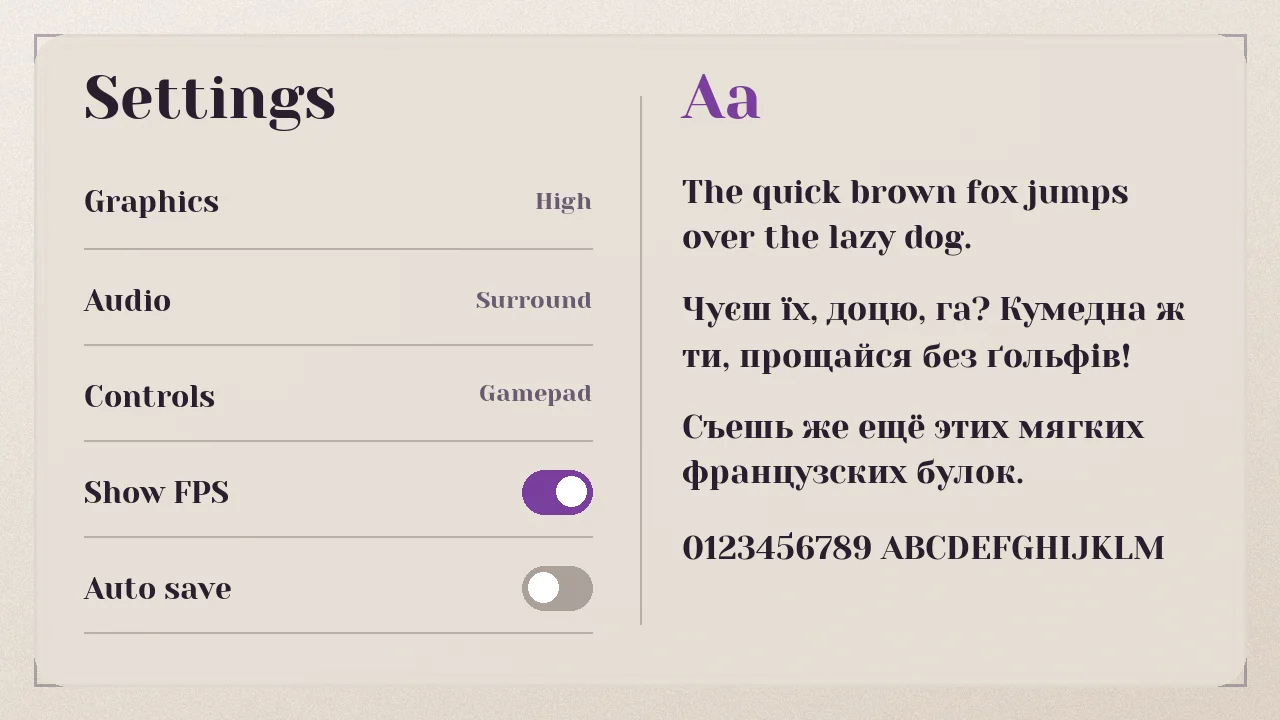 Settings
Graphics High
Audio Surround
Controls Gamepad
Show FPS
Auto save
Aa
The quick brown fox jumps
over the lazy dog.
Чуєш їх, доцю, га? Кумедна ж
ти, прощайся без ґольфів!
Съешь же ещё этих мягких
французских булок.
0123456789 ABCDEFGHIJKLM